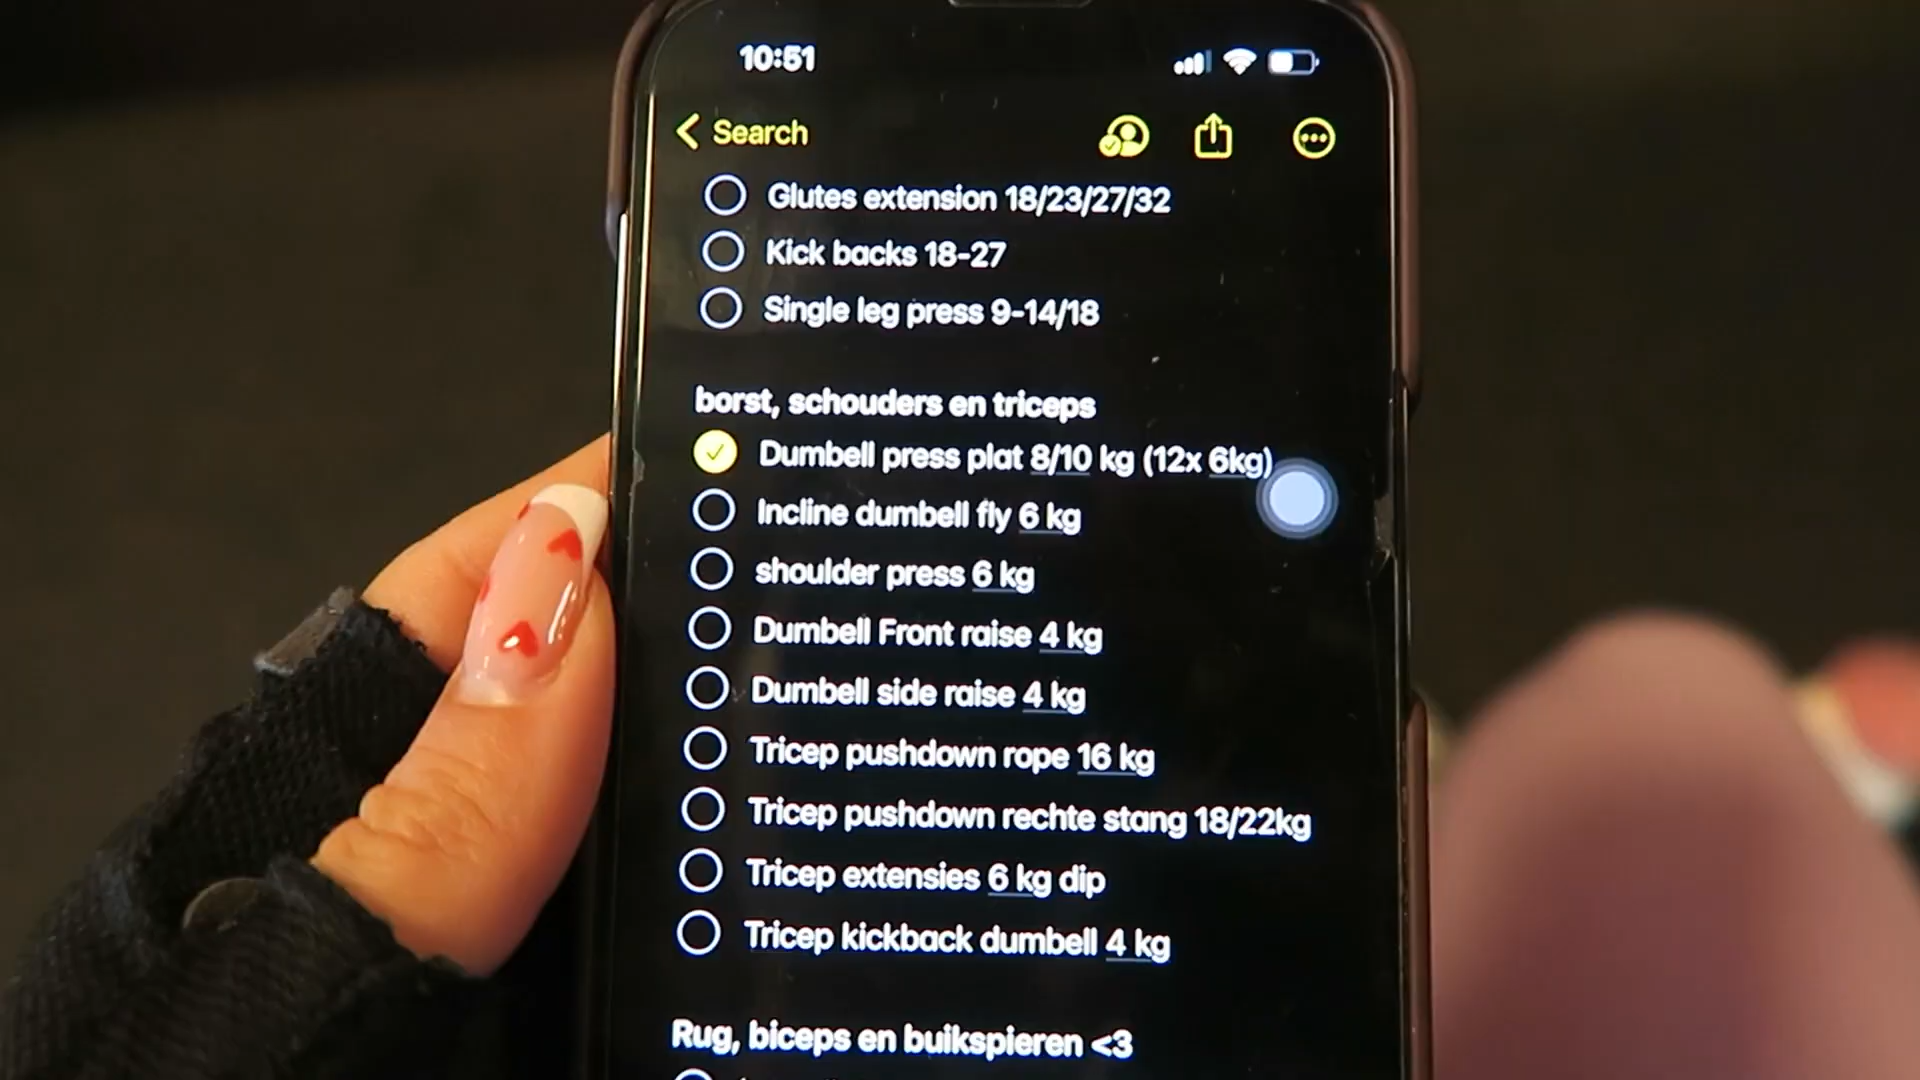 10:51
Search
Glutes extension 18/23/27/32
Kick backs 18-27
Single leg press 9-14/18
borst, schouders en triceps
Dumbell press plat 8/10 kg (12x 6kg)
Incline dumbell fly 6 kg
shoulder press 6 kg
Dumbell Front raise 4 kg
Dumbell side raise 4 kg
Tricep pushdown rope 16 kg
Tricep pushdown rechte stang 18/22kg
Tricep extensies 6 kg dip
Tricep kickback dumbell 4 kg
Rug, biceps en buikspieren <3